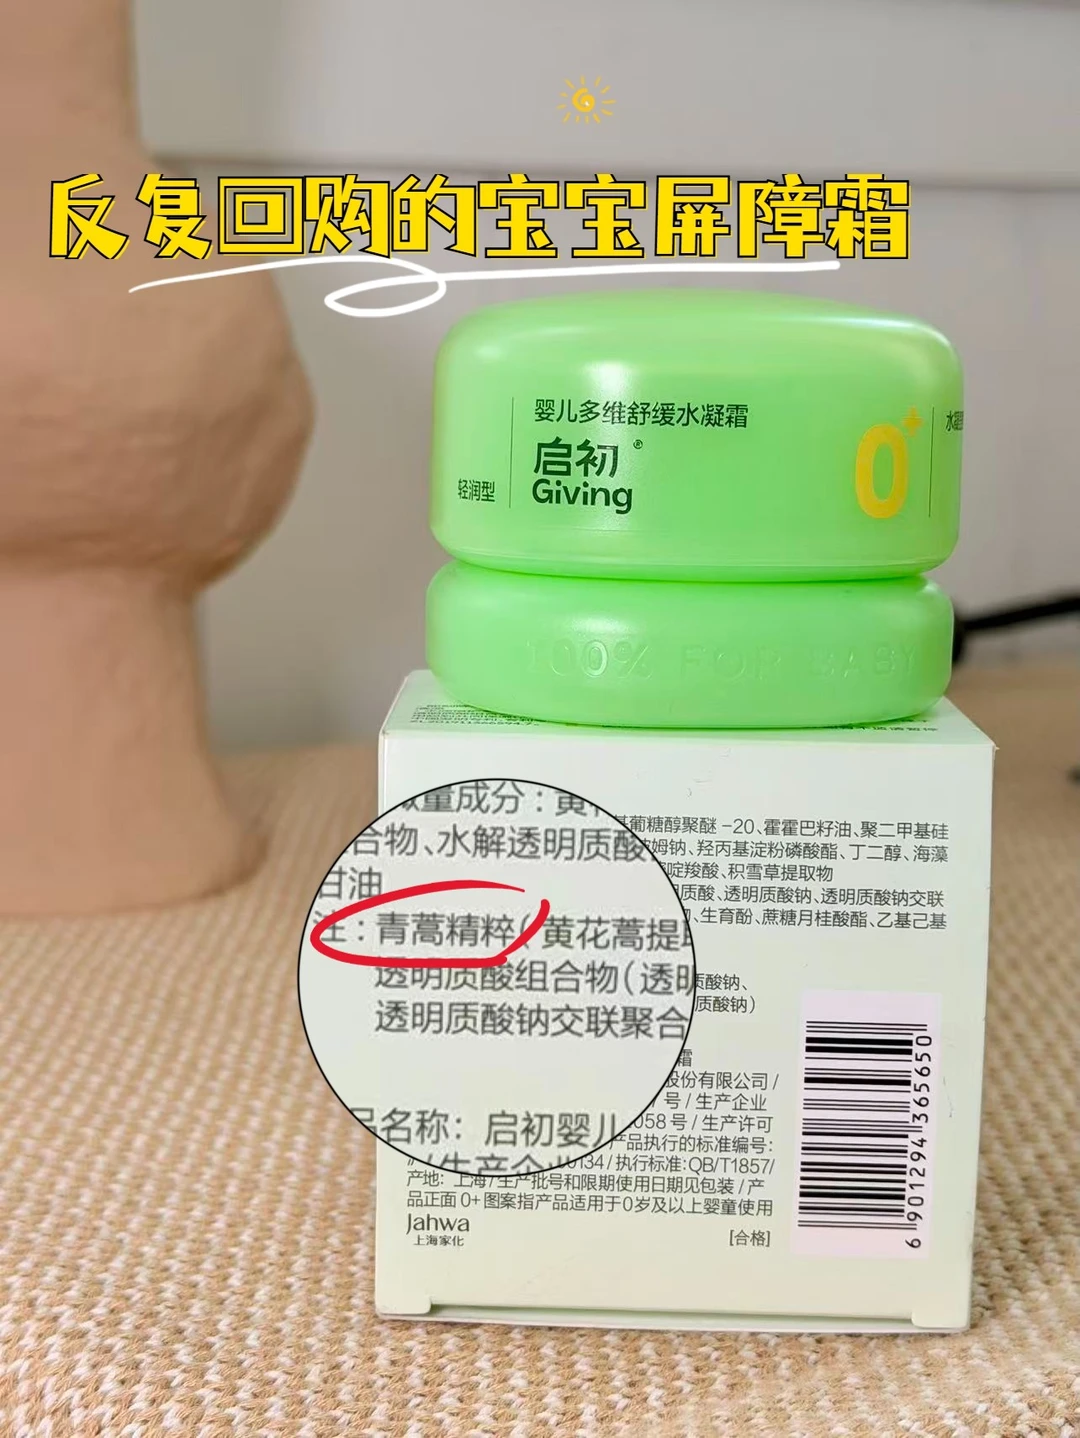 反复回购的宝宝屏障霜
婴儿多维舒缓水凝霜
启初®
Giving
轻润型
0+
100% FOR BABY
微量成分：黄
合物、水解透明质酸
甘油
注：青蒿精粹（黄花蒿提
透明质酸组合物（透明
透明质酸钠交联聚合
品名称：启初婴儿
基葡糖醇聚醚-20、霍霍巴籽油、聚二甲基硅
姆钠、羟丙基淀粉磷酸酯、丁二醇、海藻
啶羧酸、积雪草提取物
明质酸、透明质酸钠、透明质酸钠交联
、生育酚、蔗糖月桂酸酯、乙基己基
质酸钠、
质酸钠）
霜
股份有限公司/
号/生产企业
058号/生产许可
产品执行的标准编号：
0134/执行标准:QB/T1857/
产地：上海/生产批号和限期使用日期见包装/产
品正面0+图案指产品适用于0岁及以上婴童使用
Jahwa
上海家化
[合格]
6 901294 365650